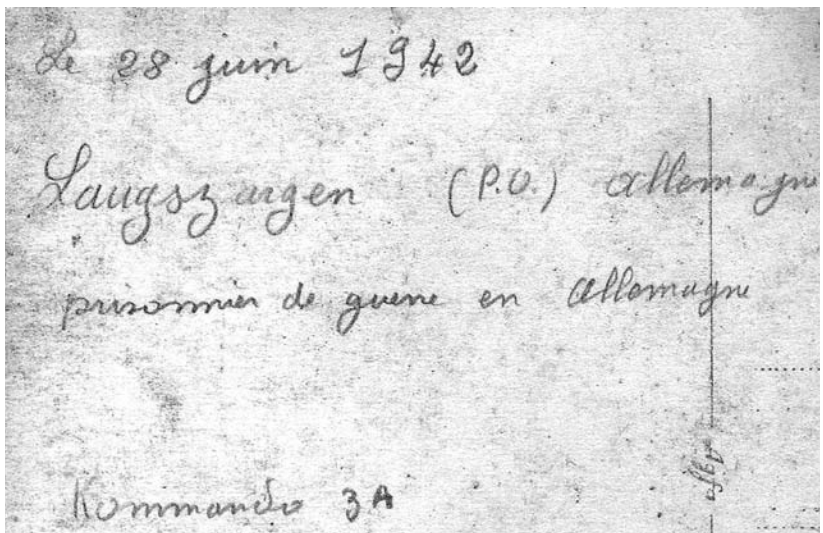 Le 28 juin 1942
Laugszargen (P.O.) allemagne
prisonnier de guerre en allemagne
Kommando 3A